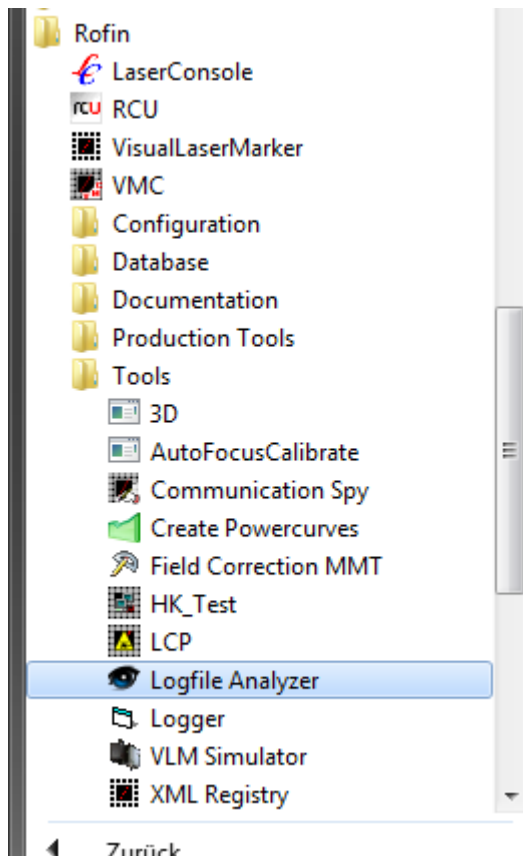 Rofin
LaserConsole
rcu RCU
VisualLaserMarker
VMC
Configuration
Database
Documentation
Production Tools
Tools
3D
AutoFocusCalibrate
Communication Spy
Create Powercurves
Field Correction MMT
HK_Test
LCP
Logfile Analyzer
Logger
VLM Simulator
XML Registry
Zurück